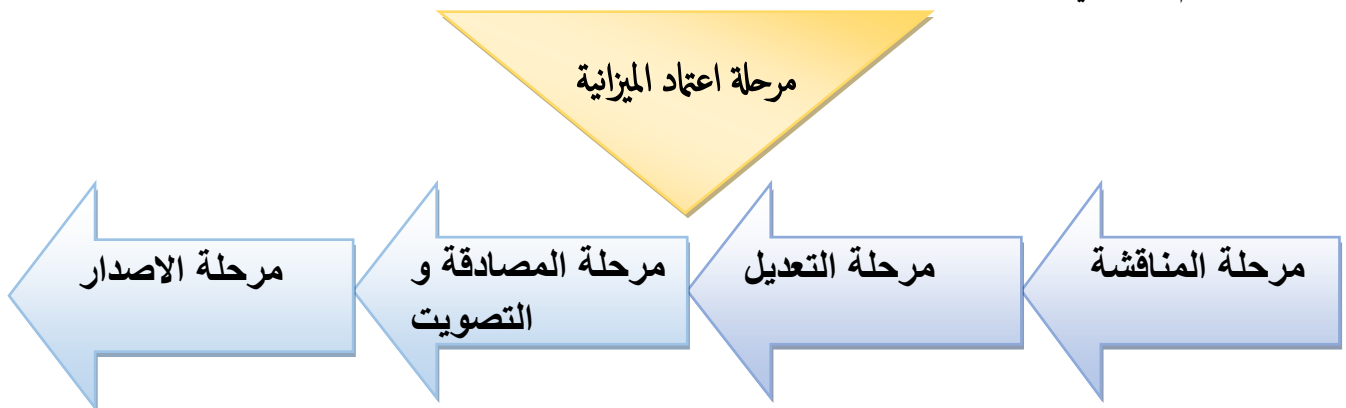 مرحلة اعتماد الميزانية
مرحلة المناقشة
مرحلة التعديل
مرحلة المصادقة و
التصويت
مرحلة الاصدار